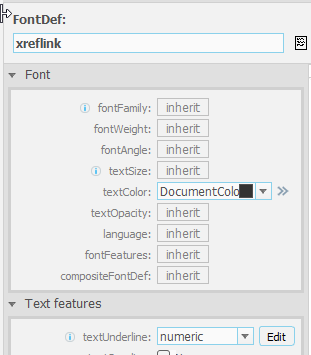 FontDef:
xreflink
Font
fontFamily: inherit
fontWeight: inherit
fontAngle: inherit
textSize: inherit
textColor: DocumentColo
textOpacity: inherit
language: inherit
fontFeatures: inherit
compositeFontDef: inherit
Text features
textUnderline: numeric Edit